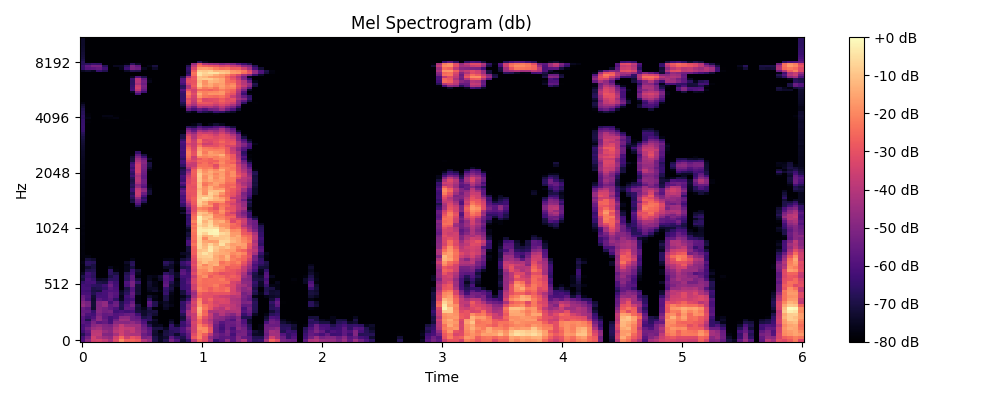 Mel Spectrogram (db)
8192
4096
2048
1024
512
0
Hz
0 1 2 3 4 5 6
Time
+0 dB
-10 dB
-20 dB
-30 dB
-40 dB
-50 dB
-60 dB
-70 dB
-80 dB